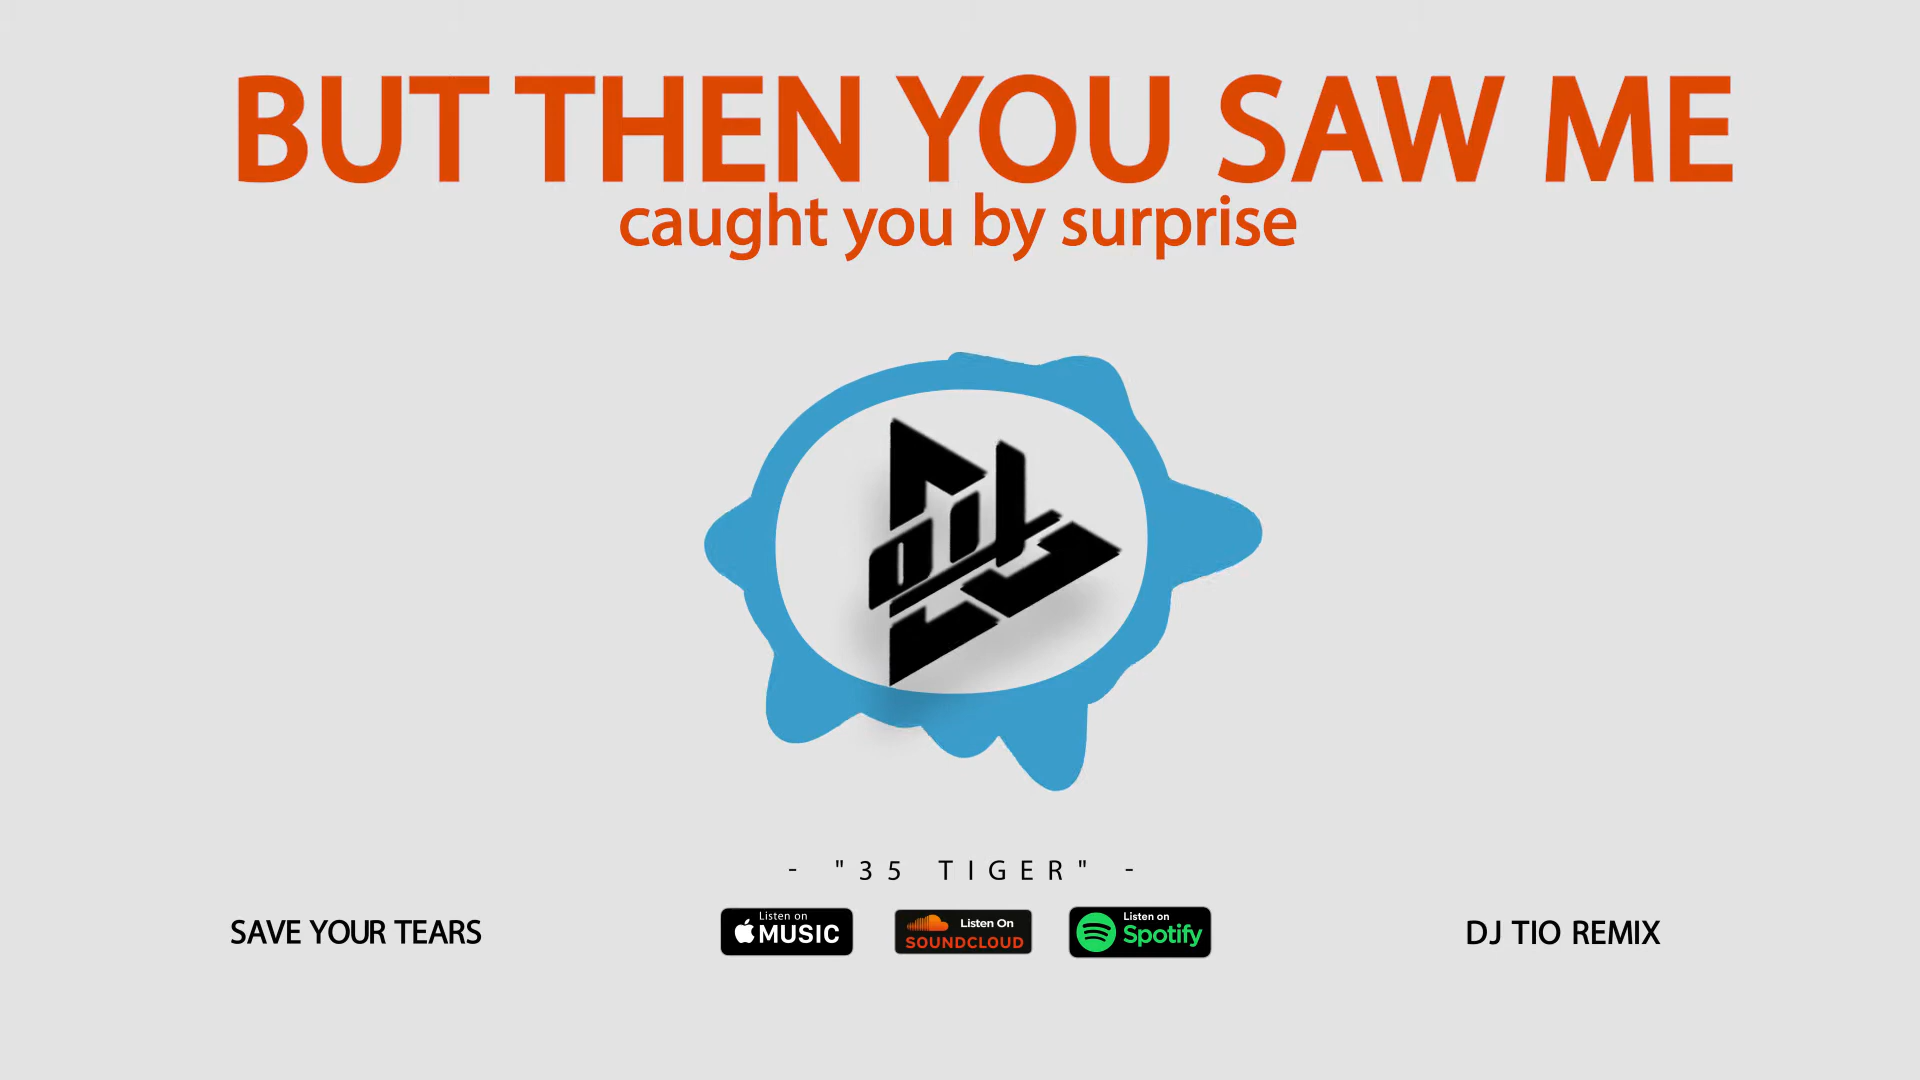 BUT THEN YOU SAW ME
caught you by surprise
- "35 TIGER" -
SAVE YOUR TEARS
Listen on
MUSIC
Listen On
SOUNDCLOUD
Listen on
Spotify
DJ TIO REMIX